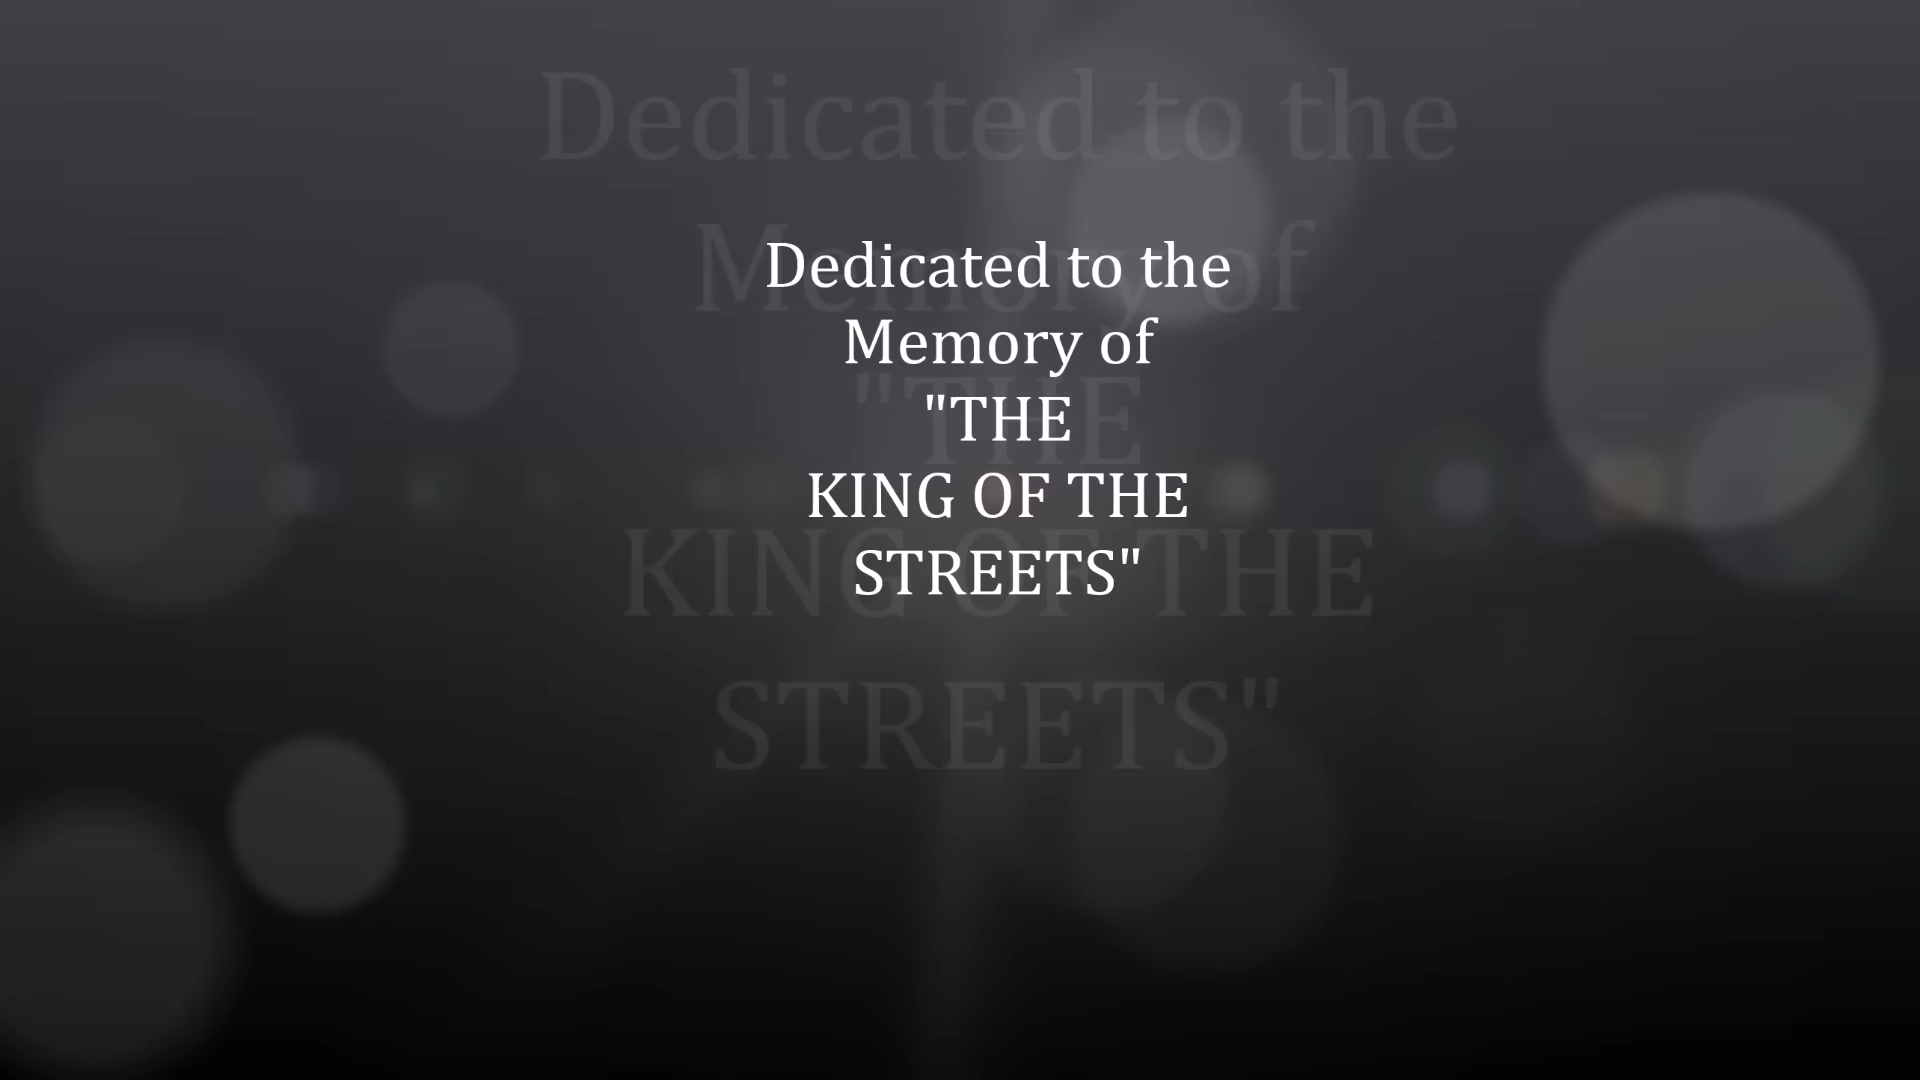 Dedicated to the
Memory of
"THE
KING OF THE
STREETS"